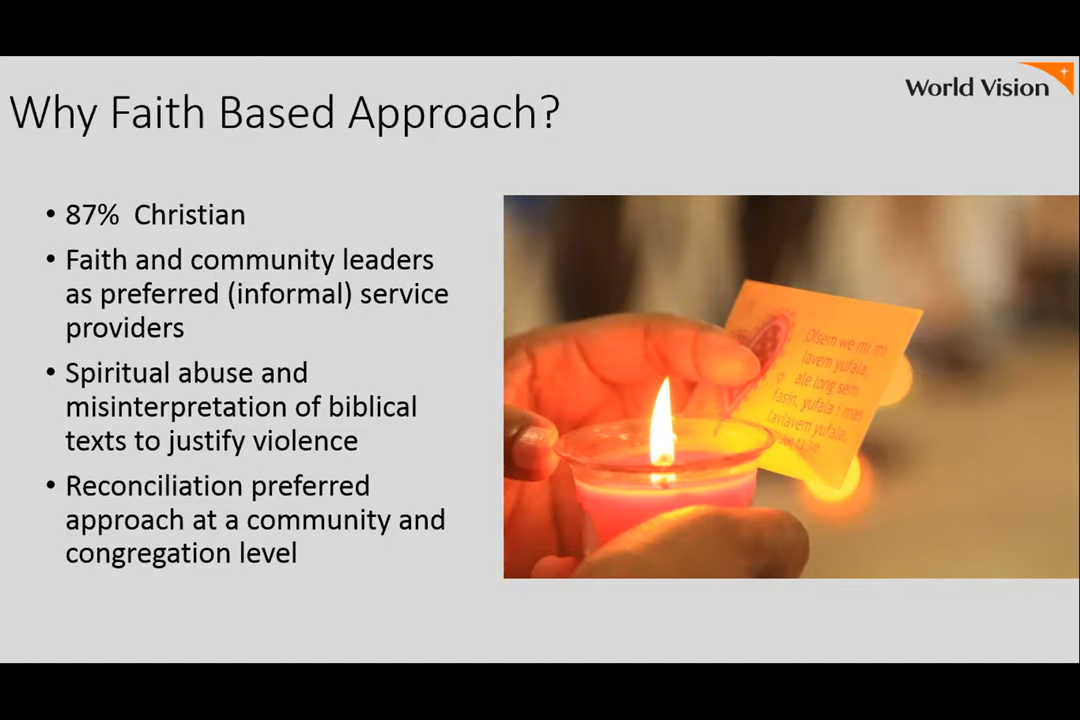 World Vision
Why Faith Based Approach?
• 87% Christian
• Faith and community leaders
as preferred (informal) service
providers
• Spiritual abuse and
misinterpretation of biblical
texts to justify violence
• Reconciliation preferred
approach at a community and
congregation level
Olsem we mi mi
lavem yufala,
ale long sem
fasin, yufala i mas
lavlavem yufala.